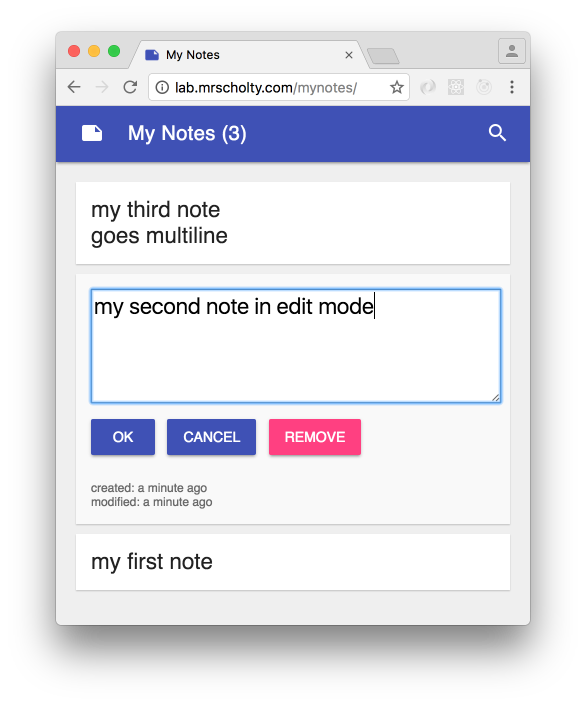 My Notes
lab.mrscholty.com/mynotes/
My Notes (3)
my third note
goes multiline
my second note in edit mode
OK CANCEL REMOVE
created: a minute ago
modified: a minute ago
my first note